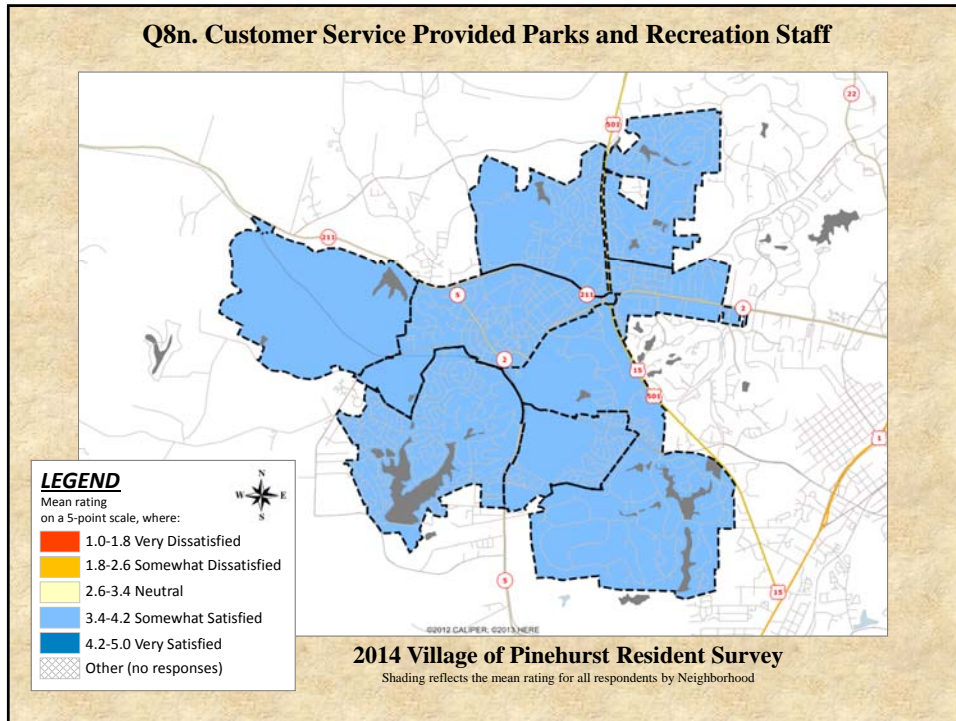 Q8n. Customer Service Provided Parks and Recreation Staff
22
501
211
5
211
2
2
15
501
1
5
15
LEGEND
Mean rating
on a 5-point scale, where:
1.0-1.8 Very Dissatisfied
1.8-2.6 Somewhat Dissatisfied
2.6-3.4 Neutral
3.4-4.2 Somewhat Satisfied
4.2-5.0 Very Satisfied
Other (no responses)
N
W E
S
©2012 CALIPER; ©2013 HERE
2014 Village of Pinehurst Resident Survey
Shading reflects the mean rating for all respondents by Neighborhood